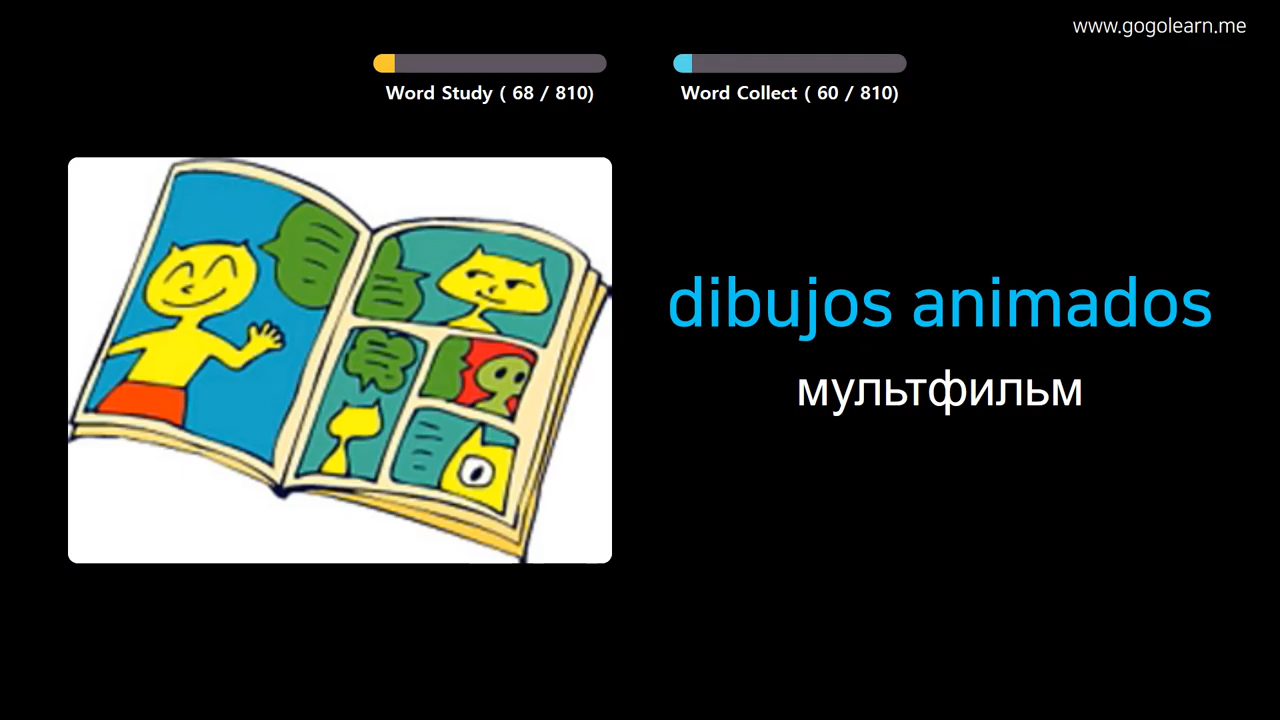 www.gogolearn.me
Word Study ( 68 / 810)
Word Collect ( 60 / 810)
dibujos animados
мультфильм